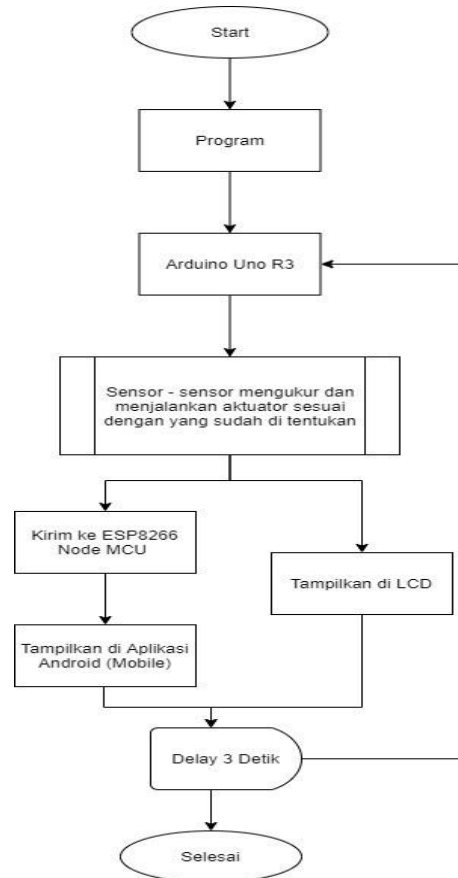 Start
Program
Arduino Uno R3
Sensor - sensor mengukur dan
menjalankan aktuator sesuai
dengan yang sudah di tentukan
Kirim ke ESP8266
Node MCU
Tampilkan di LCD
Tampilkan di Aplikasi
Android (Mobile)
Delay 3 Detik
Selesai